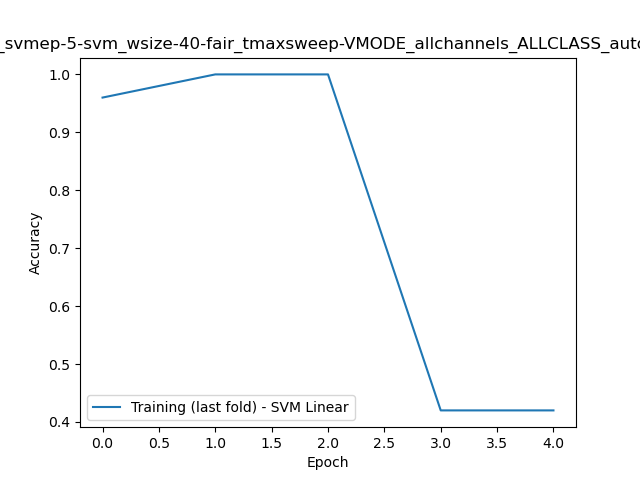 _svmep-5-svm_wsize-40-fair_tmaxsweep-VMODE_allchannels_ALLCLASS_auto
1.0
0.9
0.8
0.7
0.6
0.5
0.4
Accuracy
Training (last fold) - SVM Linear
0.0 0.5 1.0 1.5 2.0 2.5 3.0 3.5 4.0
Epoch